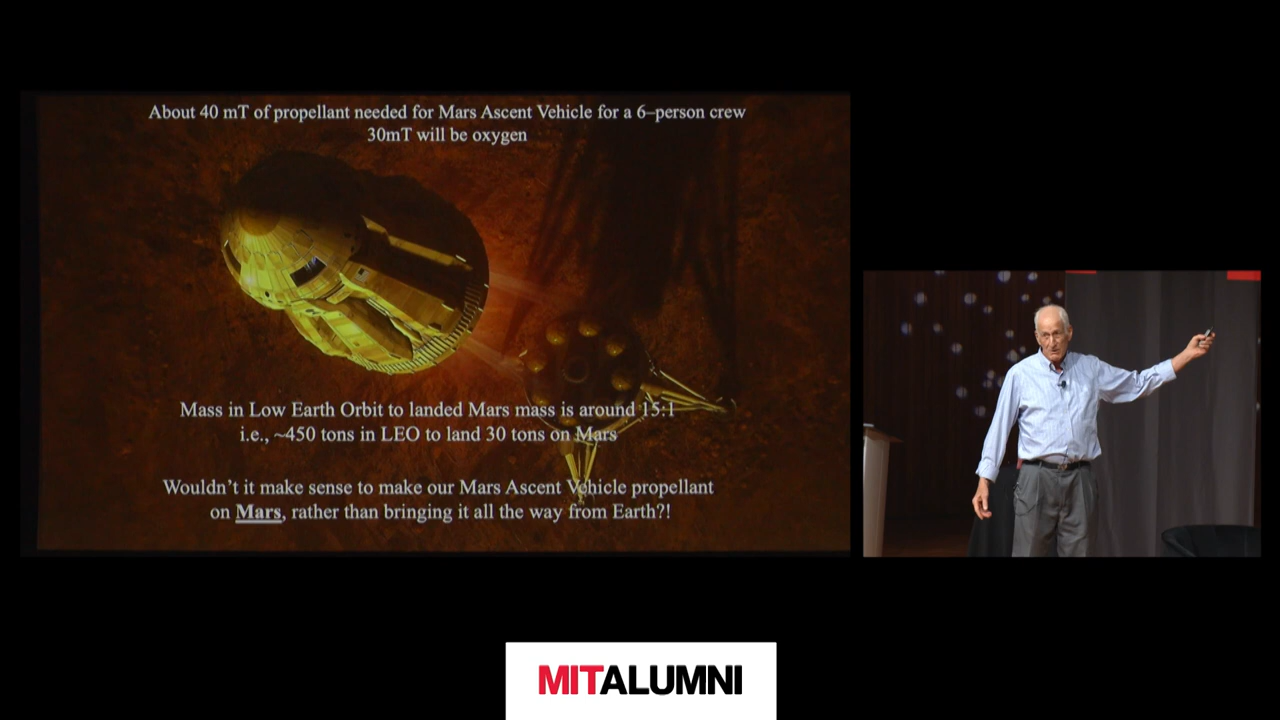 About 40 mT of propellant needed for Mars Ascent Vehicle for a 6–person crew
30mT will be oxygen
Mass in Low Earth Orbit to landed Mars mass is around 15:1
i.e., ~450 tons in LEO to land 30 tons on Mars
Wouldn’t it make sense to make our Mars Ascent Vehicle propellant
on Mars, rather than bringing it all the way from Earth?!
MITALUMNI